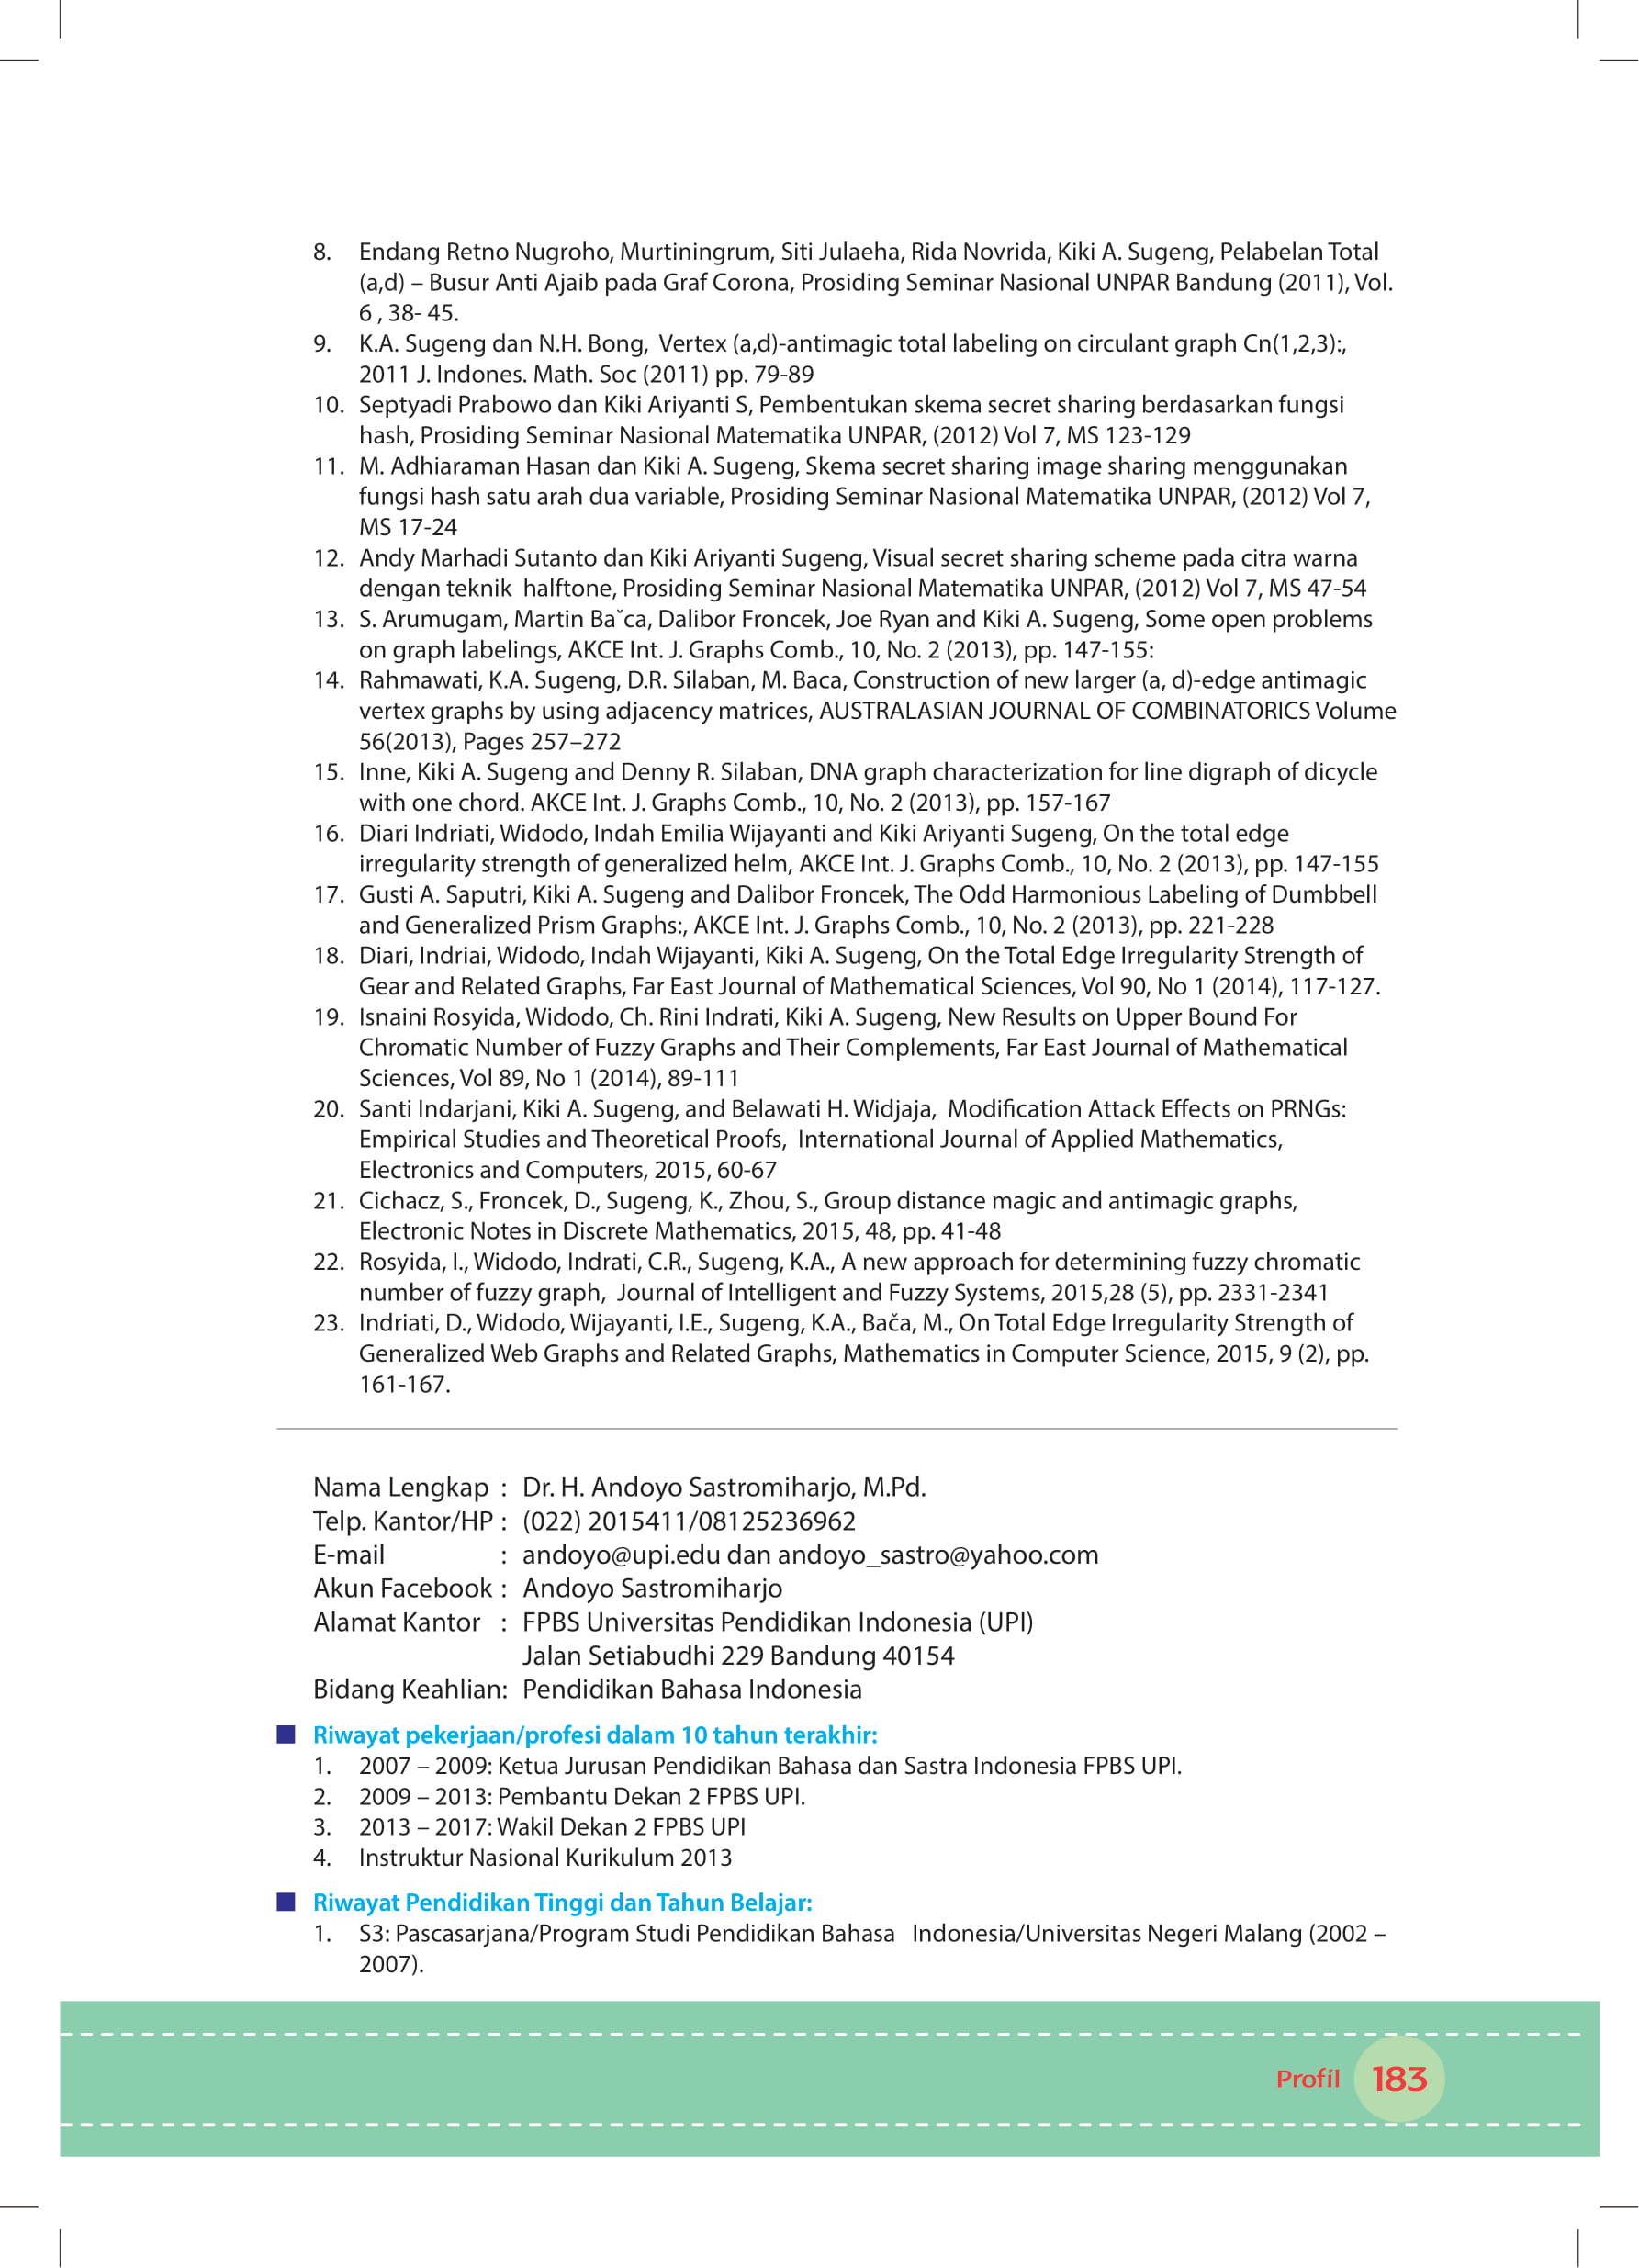 8. Endang Retno Nugroho, Murtiningrum, Siti Julaeha, Rida Novrida, Kiki A. Sugeng, Pelabelan Total
(a,d) – Busur Anti Ajaib pada Graf Corona, Prosiding Seminar Nasional UNPAR Bandung (2011), Vol.
6 , 38- 45.
9. K.A. Sugeng dan N.H. Bong, Vertex (a,d)-antimagic total labeling on circulant graph Cn(1,2,3):,
2011 J. Indones. Math. Soc (2011) pp. 79-89
10. Septyadi Prabowo dan Kiki Ariyanti S, Pembentukan skema secret sharing berdasarkan fungsi
hash, Prosiding Seminar Nasional Matematika UNPAR, (2012) Vol 7, MS 123-129
11. M. Adhiaraman Hasan dan Kiki A. Sugeng, Skema secret sharing image sharing menggunakan
fungsi hash satu arah dua variable, Prosiding Seminar Nasional Matematika UNPAR, (2012) Vol 7,
MS 17-24
12. Andy Marhadi Sutanto dan Kiki Ariyanti Sugeng, Visual secret sharing scheme pada citra warna
dengan teknik halftone, Prosiding Seminar Nasional Matematika UNPAR, (2012) Vol 7, MS 47-54
13. S. Arumugam, Martin Baˇca, Dalibor Froncek, Joe Ryan and Kiki A. Sugeng, Some open problems
on graph labelings, AKCE Int. J. Graphs Comb., 10, No. 2 (2013), pp. 147-155:
14. Rahmawati, K.A. Sugeng, D.R. Silaban, M. Baca, Construction of new larger (a, d)-edge antimagic
vertex graphs by using adjacency matrices, AUSTRALASIAN JOURNAL OF COMBINATORICS Volume
56(2013), Pages 257–272
15. Inne, Kiki A. Sugeng and Denny R. Silaban, DNA graph characterization for line digraph of dicycle
with one chord. AKCE Int. J. Graphs Comb., 10, No. 2 (2013), pp. 157-167
16. Diari Indriati, Widodo, Indah Emilia Wijayanti and Kiki Ariyanti Sugeng, On the total edge
irregularity strength of generalized helm, AKCE Int. J. Graphs Comb., 10, No. 2 (2013), pp. 147-155
17. Gusti A. Saputri, Kiki A. Sugeng and Dalibor Froncek, The Odd Harmonious Labeling of Dumbbell
and Generalized Prism Graphs:, AKCE Int. J. Graphs Comb., 10, No. 2 (2013), pp. 221-228
18. Diari, Indriai, Widodo, Indah Wijayanti, Kiki A. Sugeng, On the Total Edge Irregularity Strength of
Gear and Related Graphs, Far East Journal of Mathematical Sciences, Vol 90, No 1 (2014), 117-127.
19. Isnaini Rosyida, Widodo, Ch. Rini Indrati, Kiki A. Sugeng, New Results on Upper Bound For
Chromatic Number of Fuzzy Graphs and Their Complements, Far East Journal of Mathematical
Sciences, Vol 89, No 1 (2014), 89-111
20. Santi Indarjani, Kiki A. Sugeng, and Belawati H. Widjaja, Modification Attack Effects on PRNGs:
Empirical Studies and Theoretical Proofs, International Journal of Applied Mathematics,
Electronics and Computers, 2015, 60-67
21. Cichacz, S., Froncek, D., Sugeng, K., Zhou, S., Group distance magic and antimagic graphs,
Electronic Notes in Discrete Mathematics, 2015, 48, pp. 41-48
22. Rosyida, I., Widodo, Indrati, C.R., Sugeng, K.A., A new approach for determining fuzzy chromatic
number of fuzzy graph, Journal of Intelligent and Fuzzy Systems, 2015,28 (5), pp. 2331-2341
23. Indriati, D., Widodo, Wijayanti, I.E., Sugeng, K.A., Bača, M., On Total Edge Irregularity Strength of
Generalized Web Graphs and Related Graphs, Mathematics in Computer Science, 2015, 9 (2), pp.
161-167.
Nama Lengkap : Dr. H. Andoyo Sastromiharjo, M.Pd.
Telp. Kantor/HP : (022) 2015411/08125236962
E-mail : andoyo@upi.edu dan andoyo_sastro@yahoo.com
Akun Facebook : Andoyo Sastromiharjo
Alamat Kantor : FPBS Universitas Pendidikan Indonesia (UPI)
Jalan Setiabudhi 229 Bandung 40154
Bidang Keahlian: Pendidikan Bahasa Indonesia
Riwayat pekerjaan/profesi dalam 10 tahun terakhir:
1. 2007 – 2009: Ketua Jurusan Pendidikan Bahasa dan Sastra Indonesia FPBS UPI.
2. 2009 – 2013: Pembantu Dekan 2 FPBS UPI.
3. 2013 – 2017: Wakil Dekan 2 FPBS UPI
4. Instruktur Nasional Kurikulum 2013
Riwayat Pendidikan Tinggi dan Tahun Belajar:
1. S3: Pascasarjana/Program Studi Pendidikan Bahasa Indonesia/Universitas Negeri Malang (2002 –
2007).
Profil 183